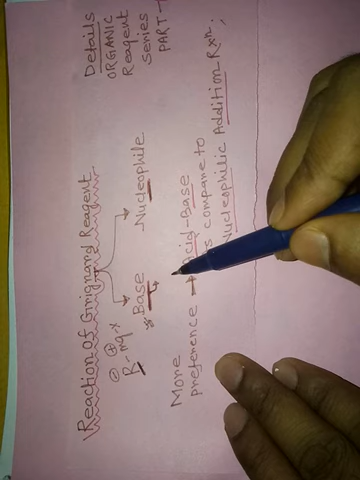 Reaction Of Grignard Reagent
Details
ORGANIC
Reagent
series
PART-1
R-mg-x
Base
Nucleophile
More
preference → Acid-Base
as compare to
Nucleophilic Addition Rxn;